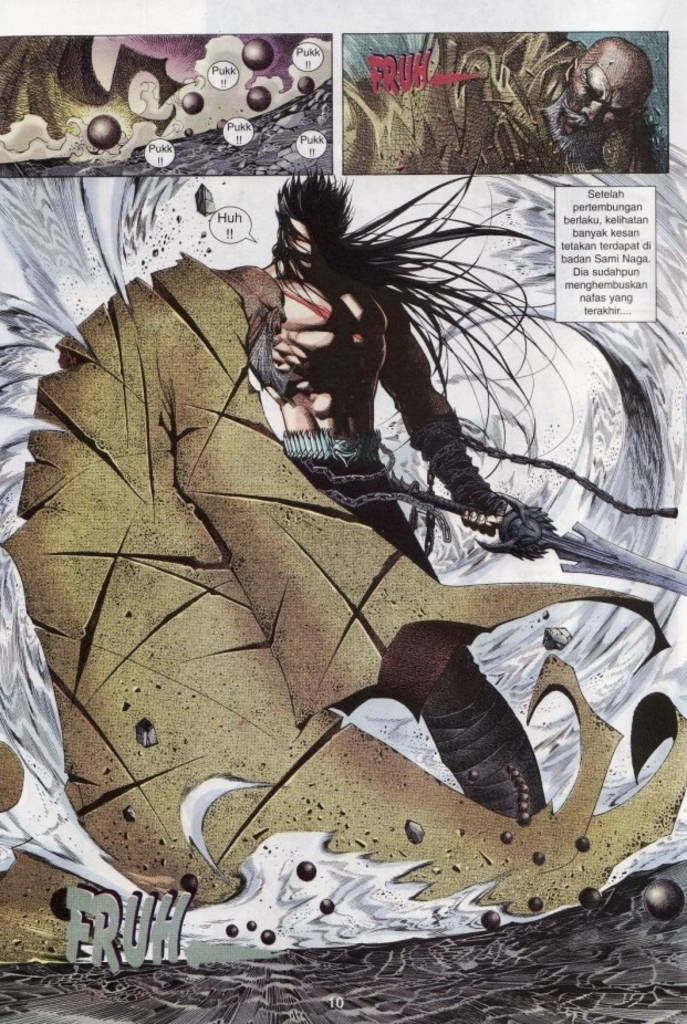 Pukk
!!
Pukk
!!
Pukk
!!
Pukk
!!
Pukk
!!
FRUH
Huh
!!
Setelah
pertembungan
berlaku, kelihatan
banyak kesan
tetakan terdapat di
badan Sami Naga.
Dia sudahpun
menghembuskan
nafas yang
terakhir....
FRUH
10